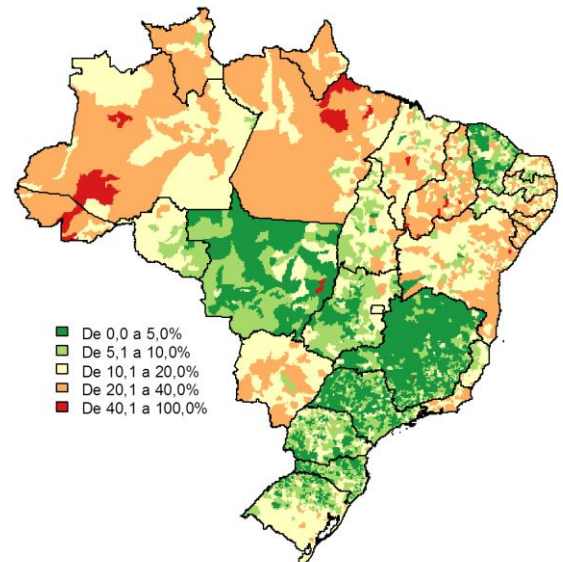 De 0,0 a 5,0%
De 5,1 a 10,0%
De 10,1 a 20,0%
De 20,1 a 40,0%
De 40,1 a 100,0%